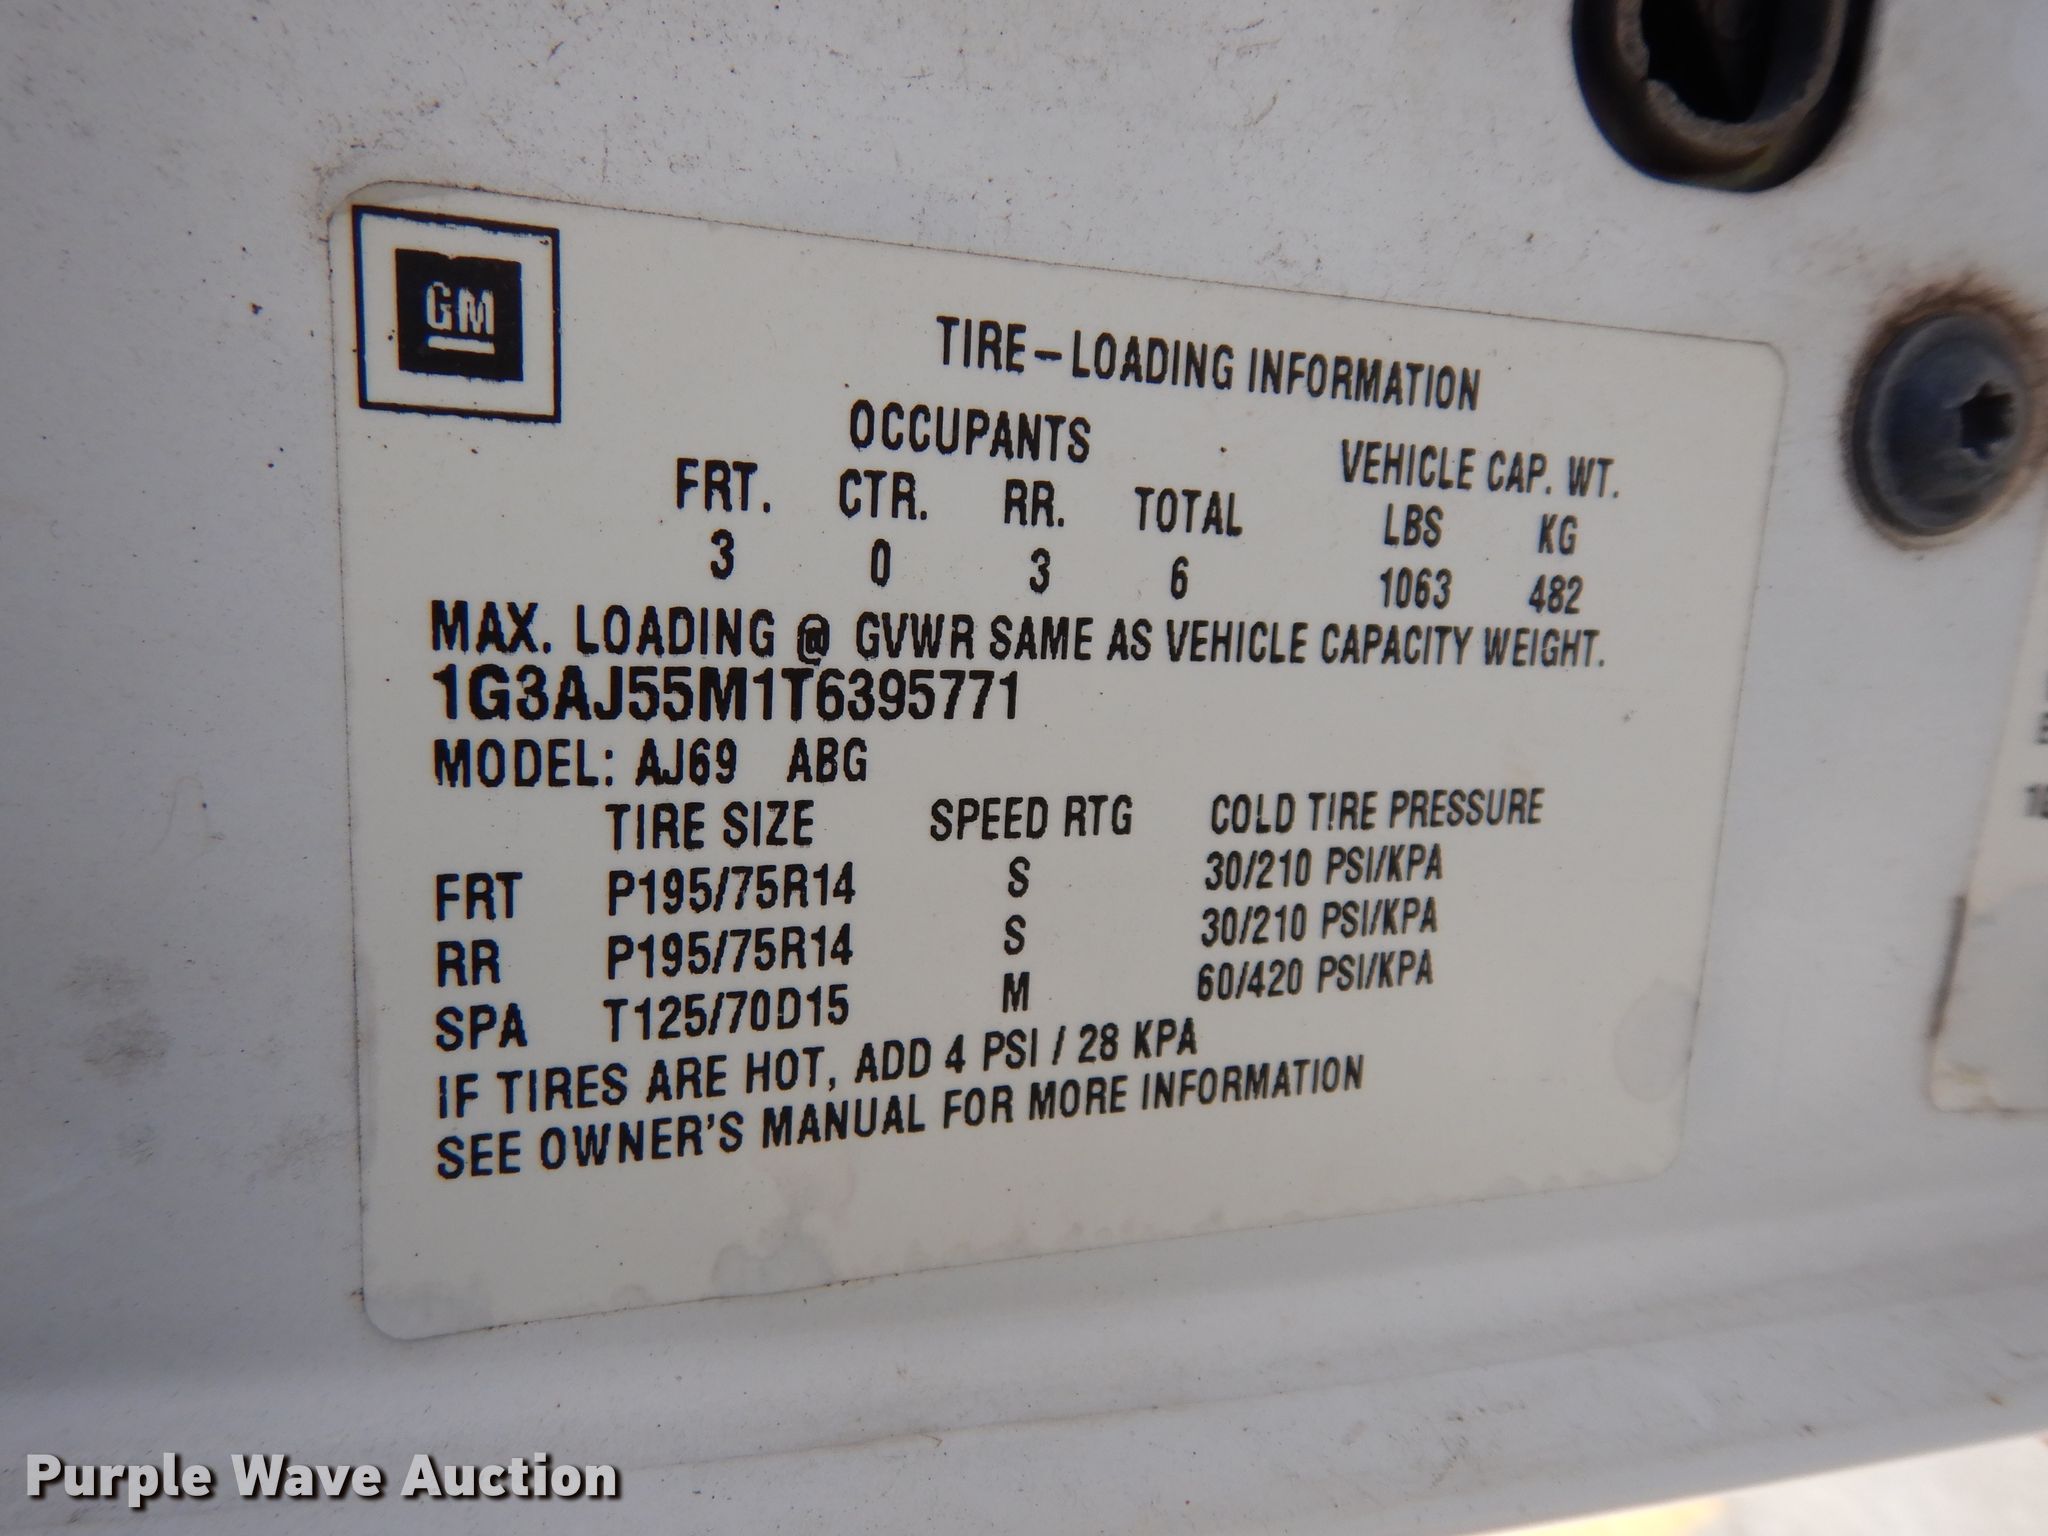 GM
TIRE-LOADING INFORMATION
OCCUPANTS VEHICLE CAP. WT.
FRT. CTR. RR. TOTAL LBS KG
3 0 3 6 1063 482
MAX. LOADING @ GVWR SAME AS VEHICLE CAPACITY WEIGHT.
1G3AJ55M1T6395771
MODEL: AJ69 ABG
TIRE SIZE SPEED RTG COLD TIRE PRESSURE
FRT P195/75R14 S 30/210 PSI/KPA
RR P195/75R14 S 30/210 PSI/KPA
SPA T125/70D15 M 60/420 PSI/KPA
IF TIRES ARE HOT, ADD 4 PSI / 28 KPA
SEE OWNER'S MANUAL FOR MORE INFORMATION
Purple Wave Auction